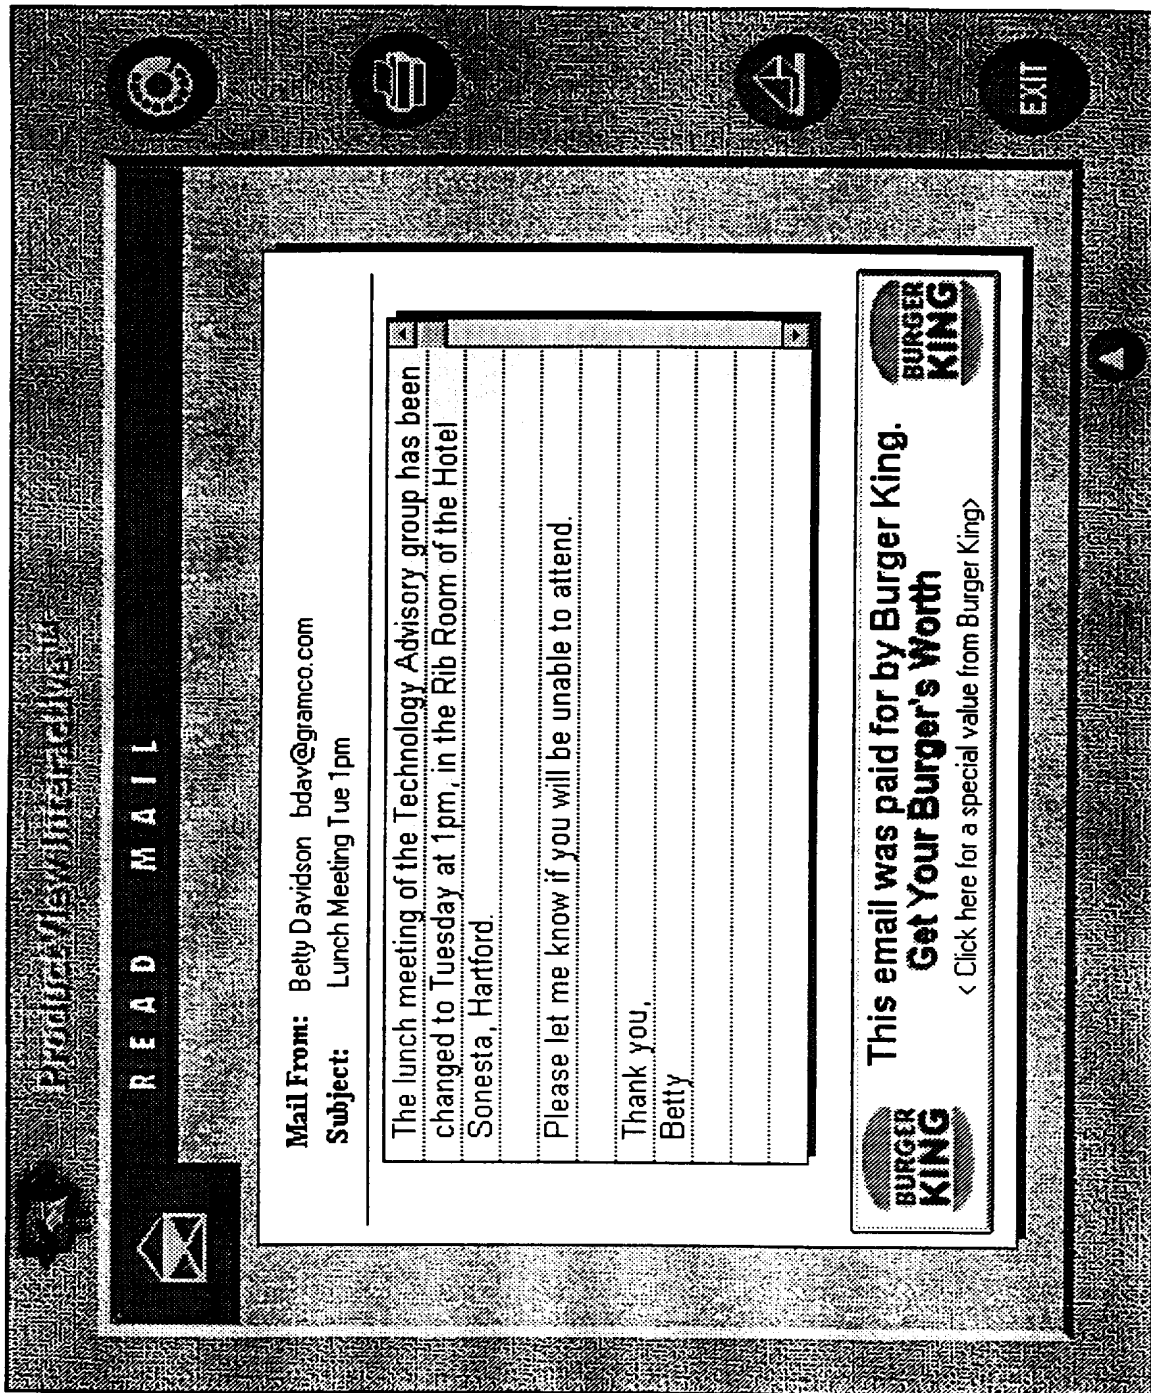 ProductView Interactive™
READ MAIL
Mail From: Betty Davidson bdav@gramco.com
Subject: Lunch Meeting Tue 1pm
The lunch meeting of the Technology Advisory group has been
changed to Tuesday at 1pm, in the Rib Room of the Hotel
Sonesta, Hartford.
Please let me know if you will be unable to attend.
Thank you,
Betty
BURGER
KING
This email was paid for by Burger King.
Get Your Burger's Worth
< Click here for a special value from Burger King>
BURGER
KING
EXIT